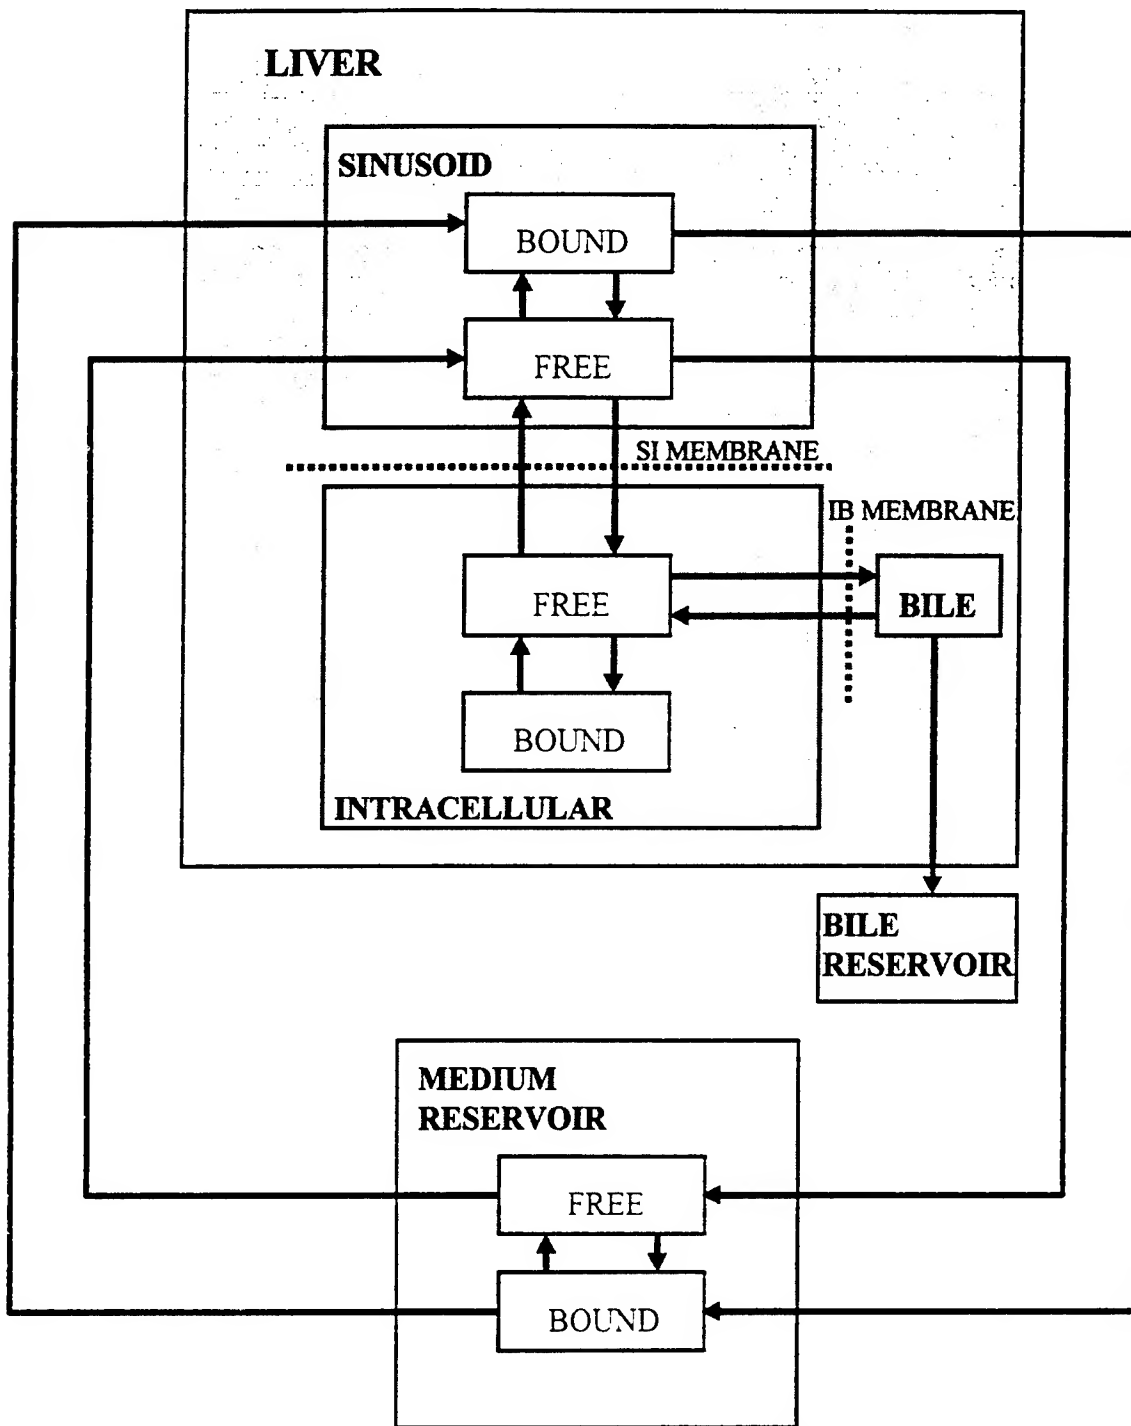 LIVER
SINUSOID
BOUND
FREE
SI MEMBRANE
IB MEMBRANE
FREE
BILE
BOUND
INTRACELLULAR
BILE
RESERVOIR
MEDIUM
RESERVOIR
FREE
BOUND